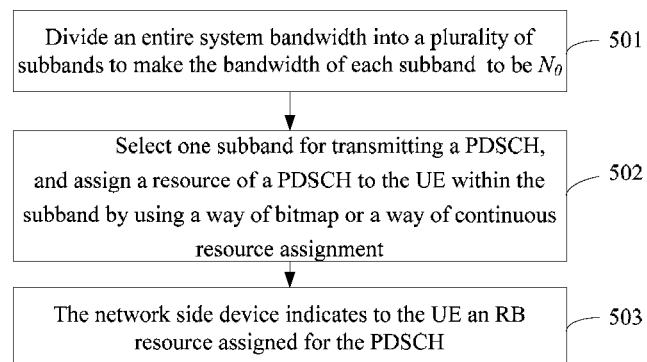 Divide an entire system bandwidth into a plurality of
subbands to make the bandwidth of each subband to be N₀
501
Select one subband for transmitting a PDSCH,
and assign a resource of a PDSCH to the UE within the
subband by using a way of bitmap or a way of continuous
resource assignment
502
The network side device indicates to the UE an RB
resource assigned for the PDSCH
503